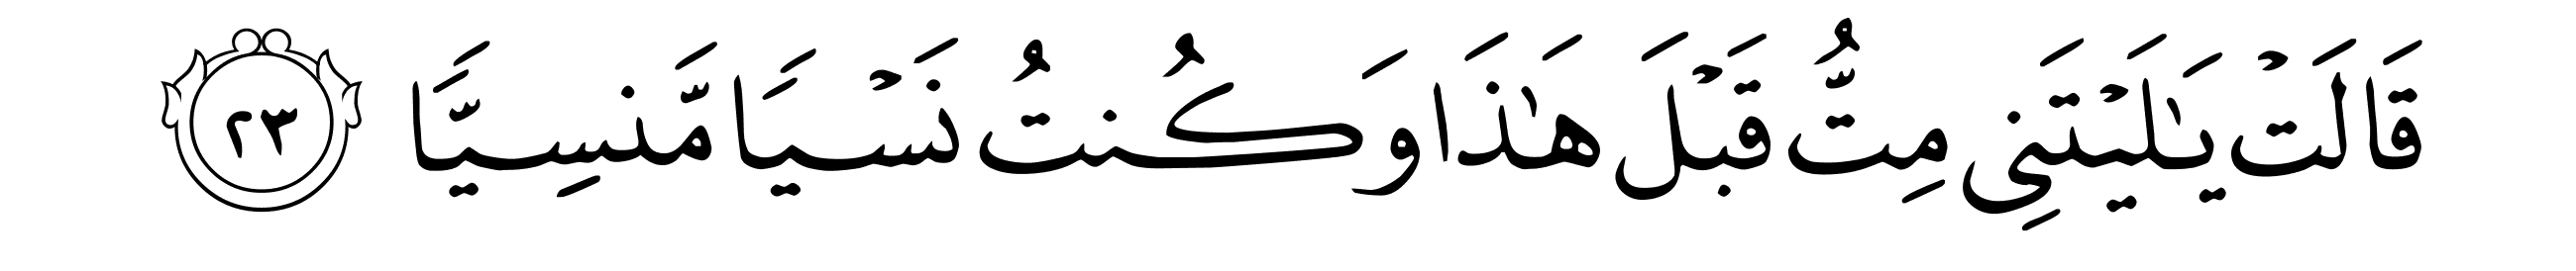 قَالَتْ يَٰلَيْتَنِى مِتُّ قَبْلَ هَٰذَا وَكُنتُ نَسْيًا مَّنسِيًّا ٢٣